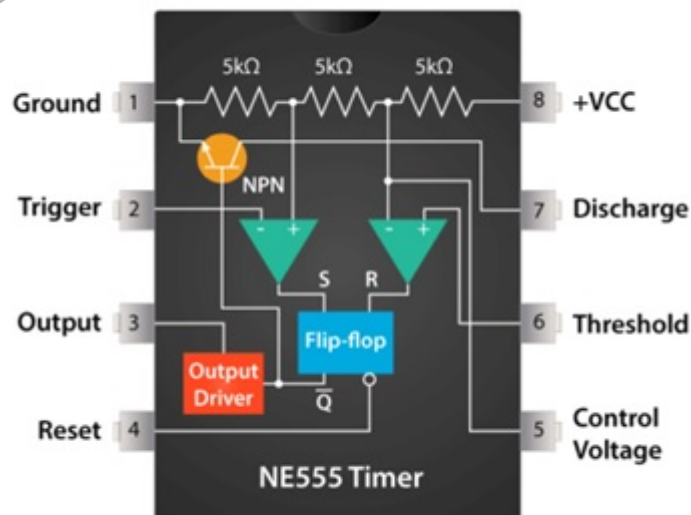 5kΩ 5kΩ 5kΩ
Ground 1
8 +VCC
NPN
Trigger 2
- +
- +
7 Discharge
S R
Output 3
Flip-flop
6 Threshold
Output
Driver
Q̅
Reset 4
5 Control
Voltage
NE555 Timer